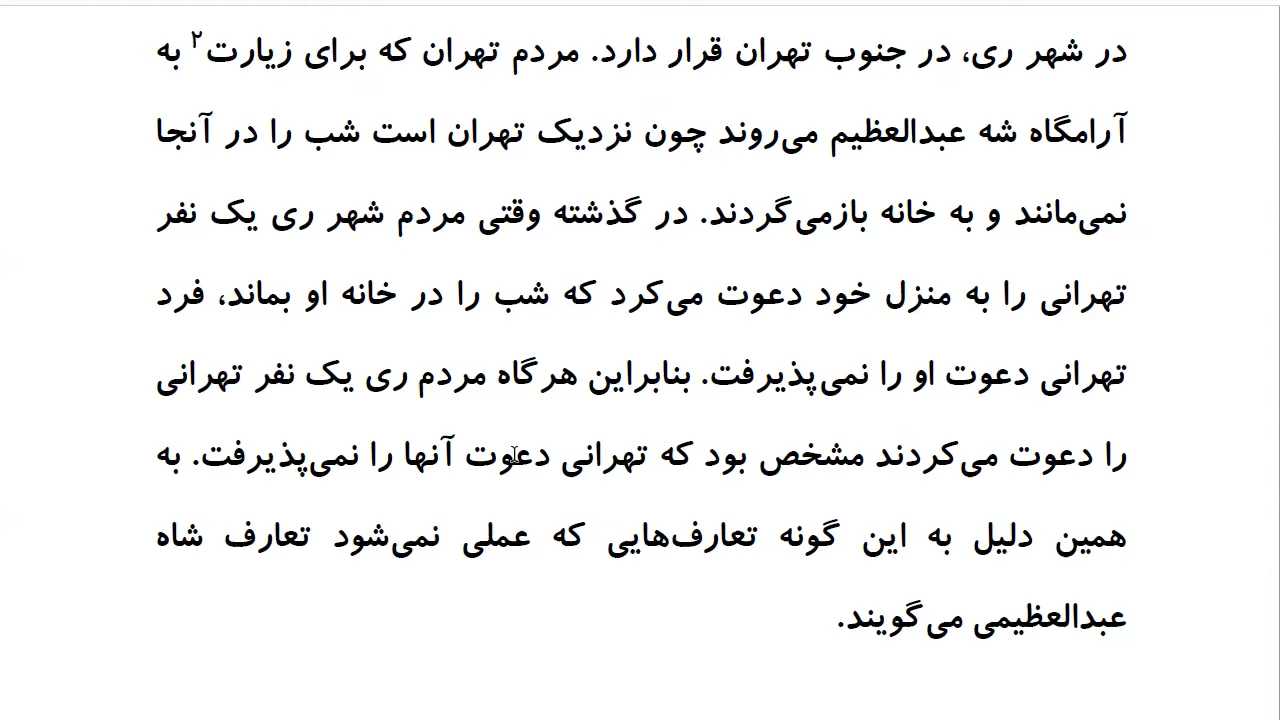 در شهر ری، در جنوب تهران قرار دارد. مردم تهران که برای زیارت۲ به
آرامگاه شه عبدالعظیم می‌روند چون نزدیک تهران است شب را در آنجا
نمی‌مانند و به خانه بازمی‌گردند. در گذشته وقتی مردم شهر ری یک نفر
تهرانی را به منزل خود دعوت می‌کرد که شب را در خانه او بماند، فرد
تهرانی دعوت او را نمی‌پذیرفت. بنابراین هرگاه مردم ری یک نفر تهرانی
را دعوت می‌کردند مشخص بود که تهرانی دعوت آنها را نمی‌پذیرفت. به
همین دلیل به این گونه تعارف‌هایی که عملی نمی‌شود تعارف شاه
عبدالعظیمی می‌گویند.